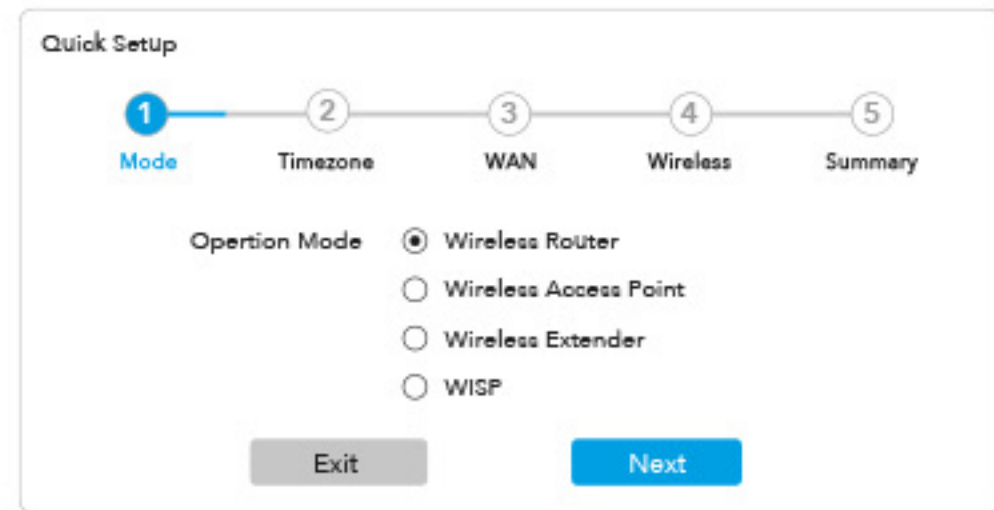 Quick Setup
1 2 3 4 5
Mode Timezone WAN Wireless Summary
Opertion Mode Wireless Router
Wireless Access Point
Wireless Extender
WISP
Exit Next